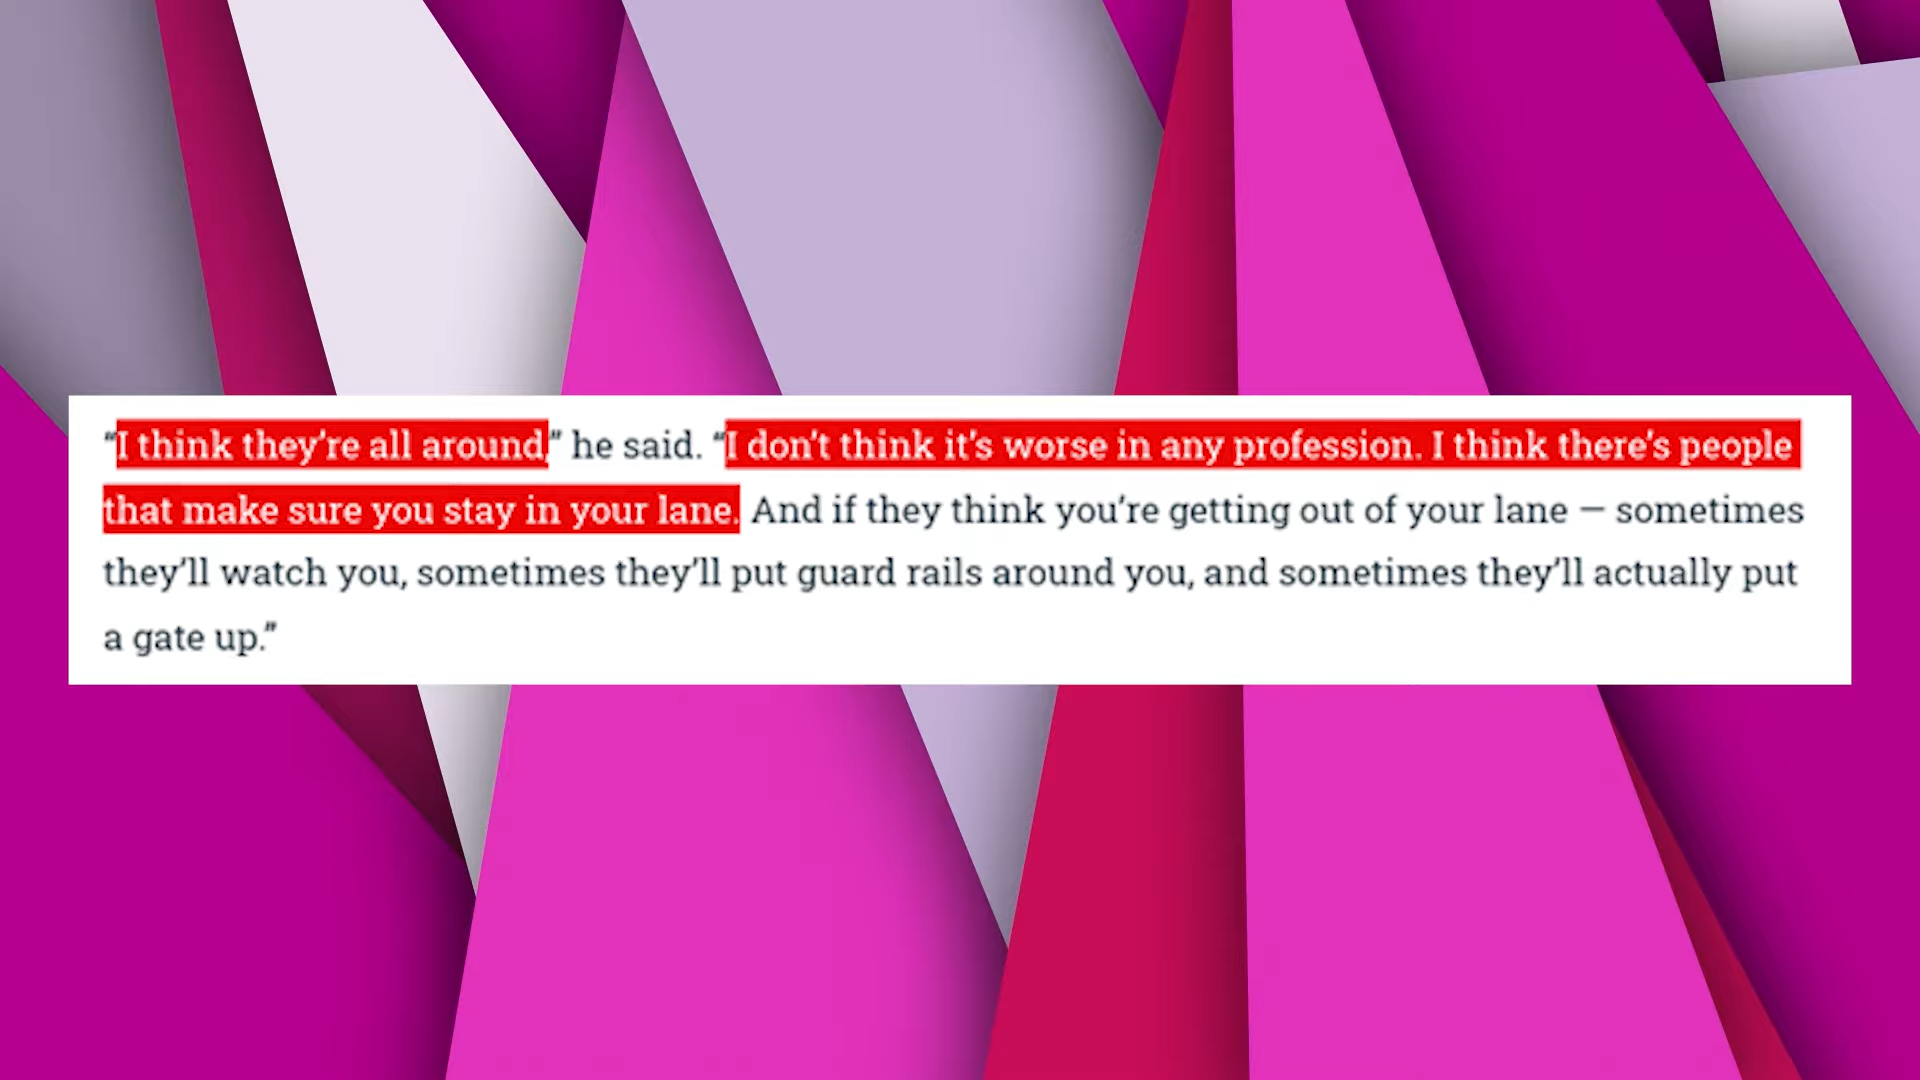 “I think they’re all around,” he said. “I don’t think it’s worse in any profession. I think there’s people
that make sure you stay in your lane. And if they think you’re getting out of your lane — sometimes
they’ll watch you, sometimes they’ll put guard rails around you, and sometimes they’ll actually put
a gate up.”